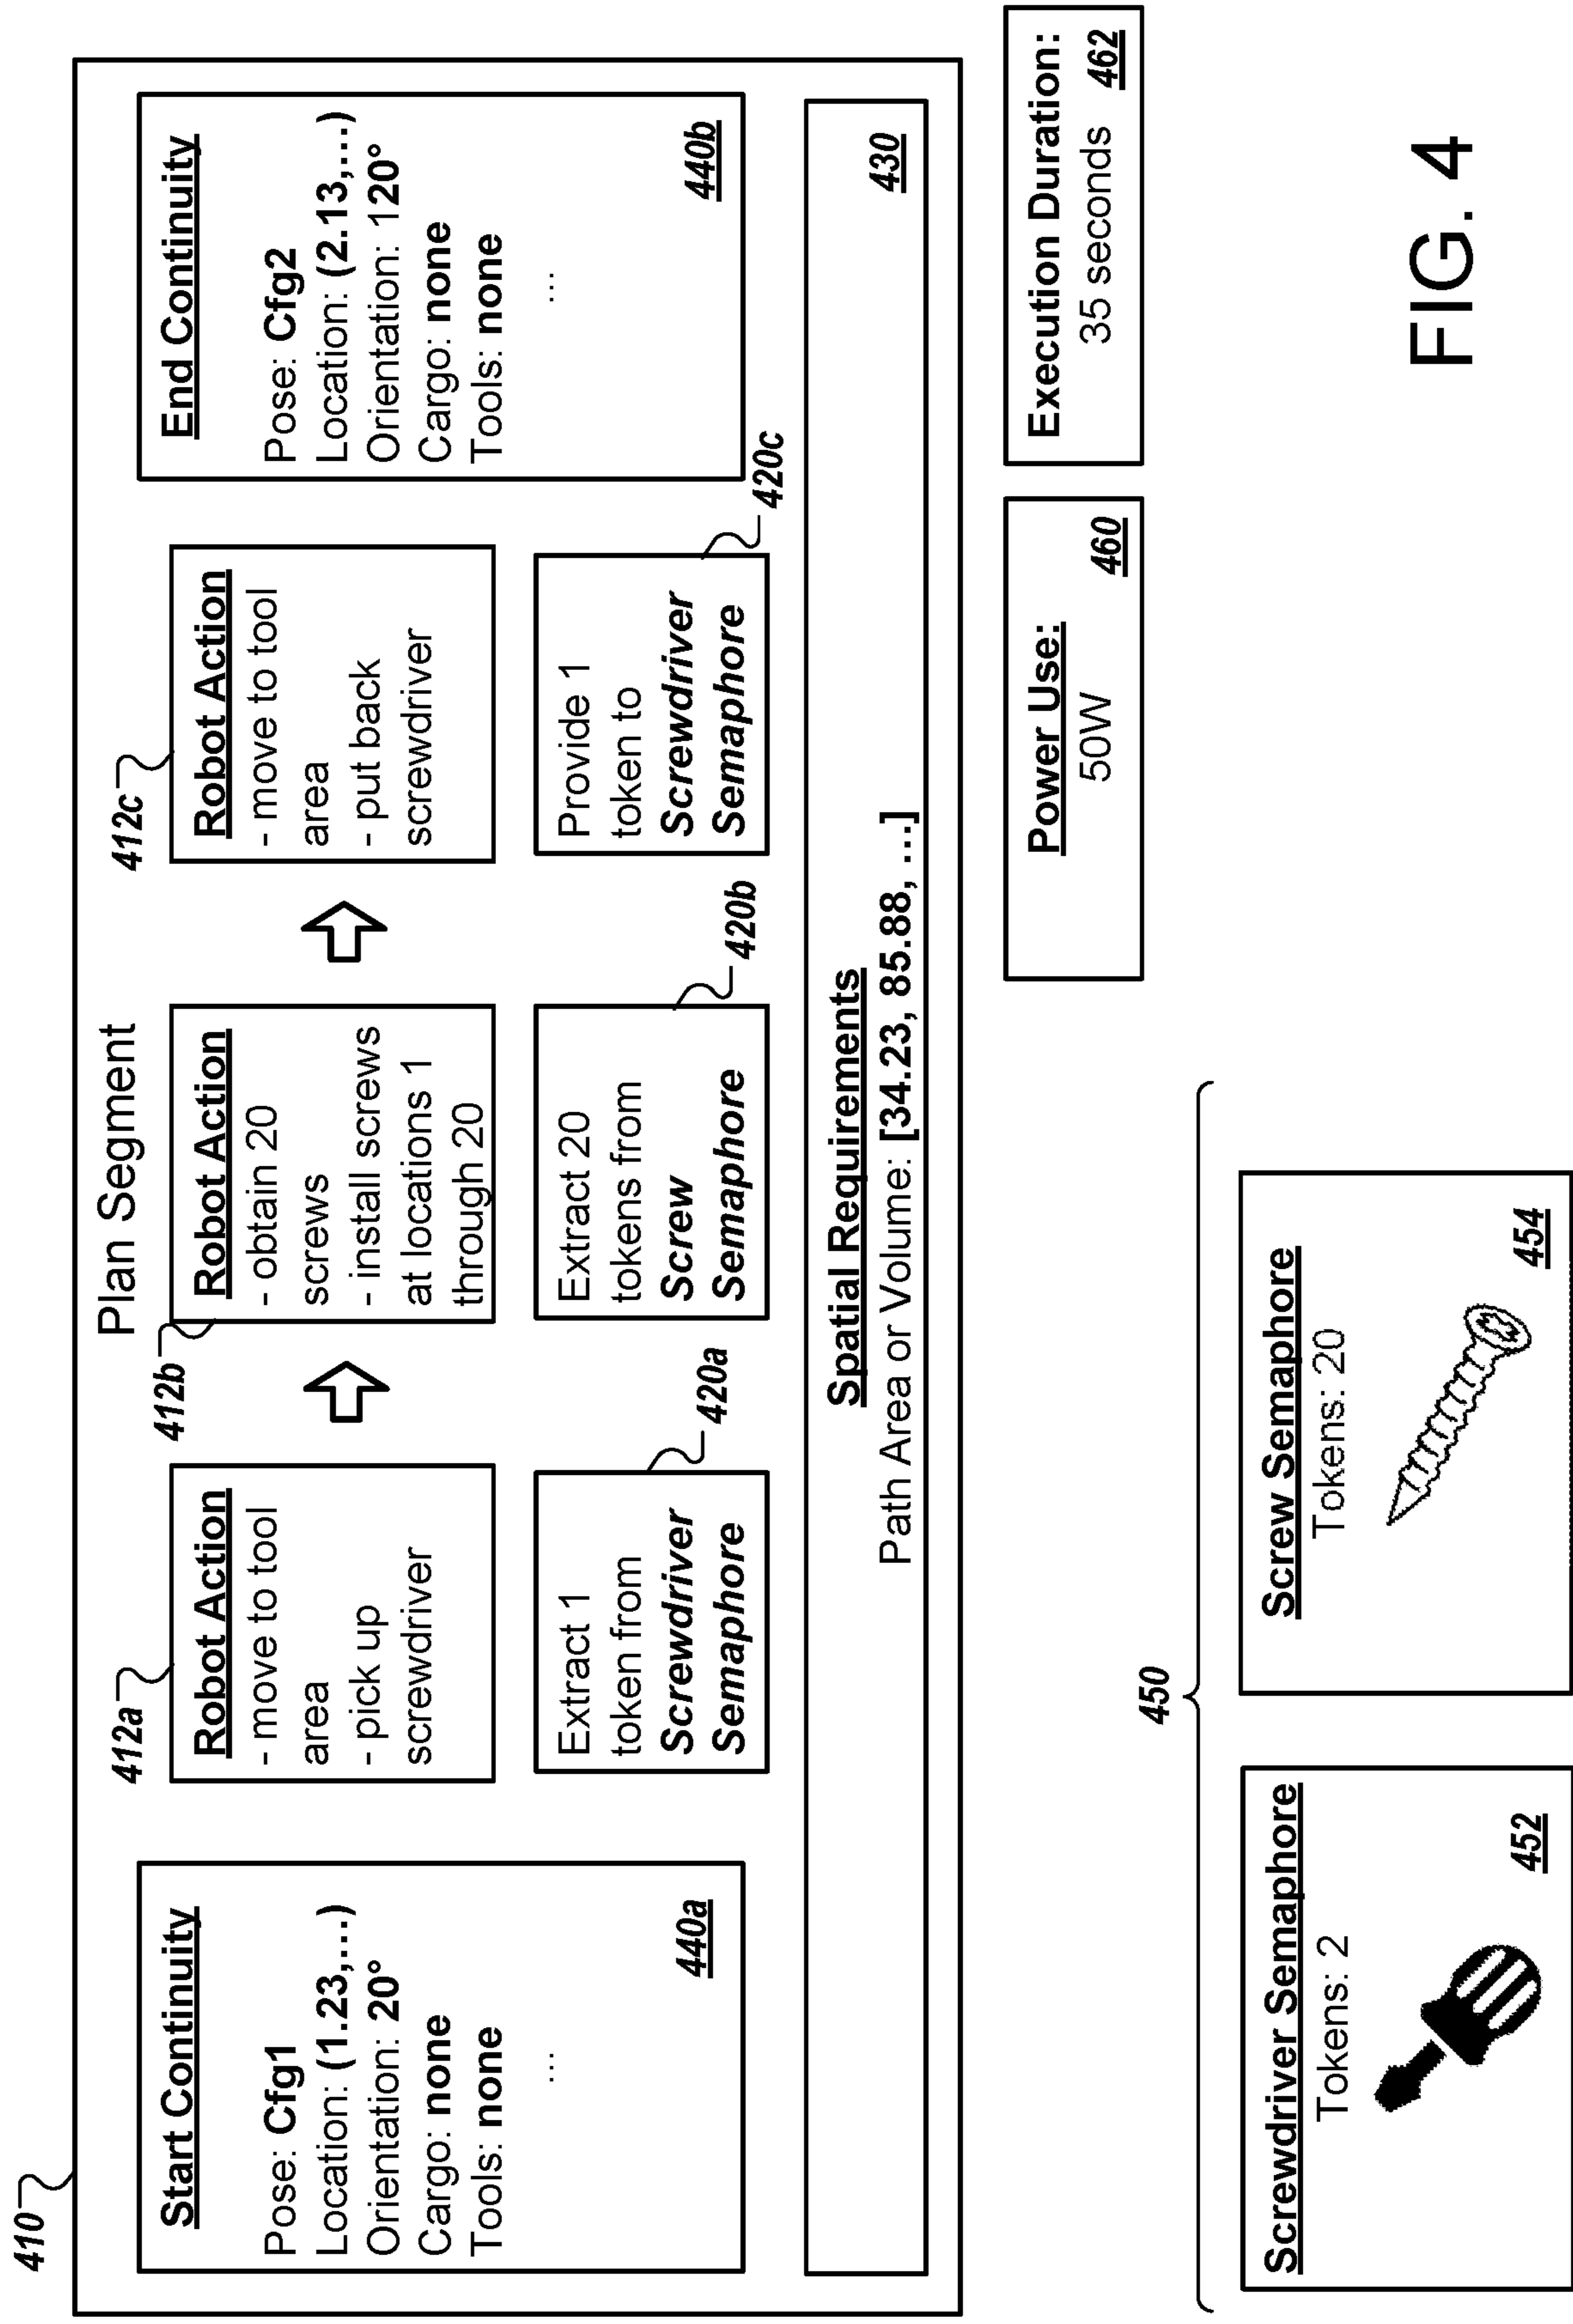 410
Plan Segment
Start Continuity
Pose: Cfg1
Location: (1.23,...)
Orientation: 20°
Cargo: none
Tools: none
...
440a
412a
Robot Action
- move to tool
area
- pick up
screwdriver
Extract 1
token from
Screwdriver
Semaphore
420a
412b
Robot Action
- obtain 20
screws
- install screws
at locations 1
through 20
Extract 20
tokens from
Screw
Semaphore
420b
412c
Robot Action
- move to tool
area
- put back
screwdriver
Provide 1
token to
Screwdriver
Semaphore
420c
End Continuity
Pose: Cfg2
Location: (2.13,...)
Orientation: 120°
Cargo: none
Tools: none
...
440b
Spatial Requirements
Path Area or Volume: [34.23, 85.88, ...]
430
450
Screwdriver Semaphore
Tokens: 2
452
Screw Semaphore
Tokens: 20
454
Power Use:
50W
460
Execution Duration:
35 seconds 462
FIG. 4